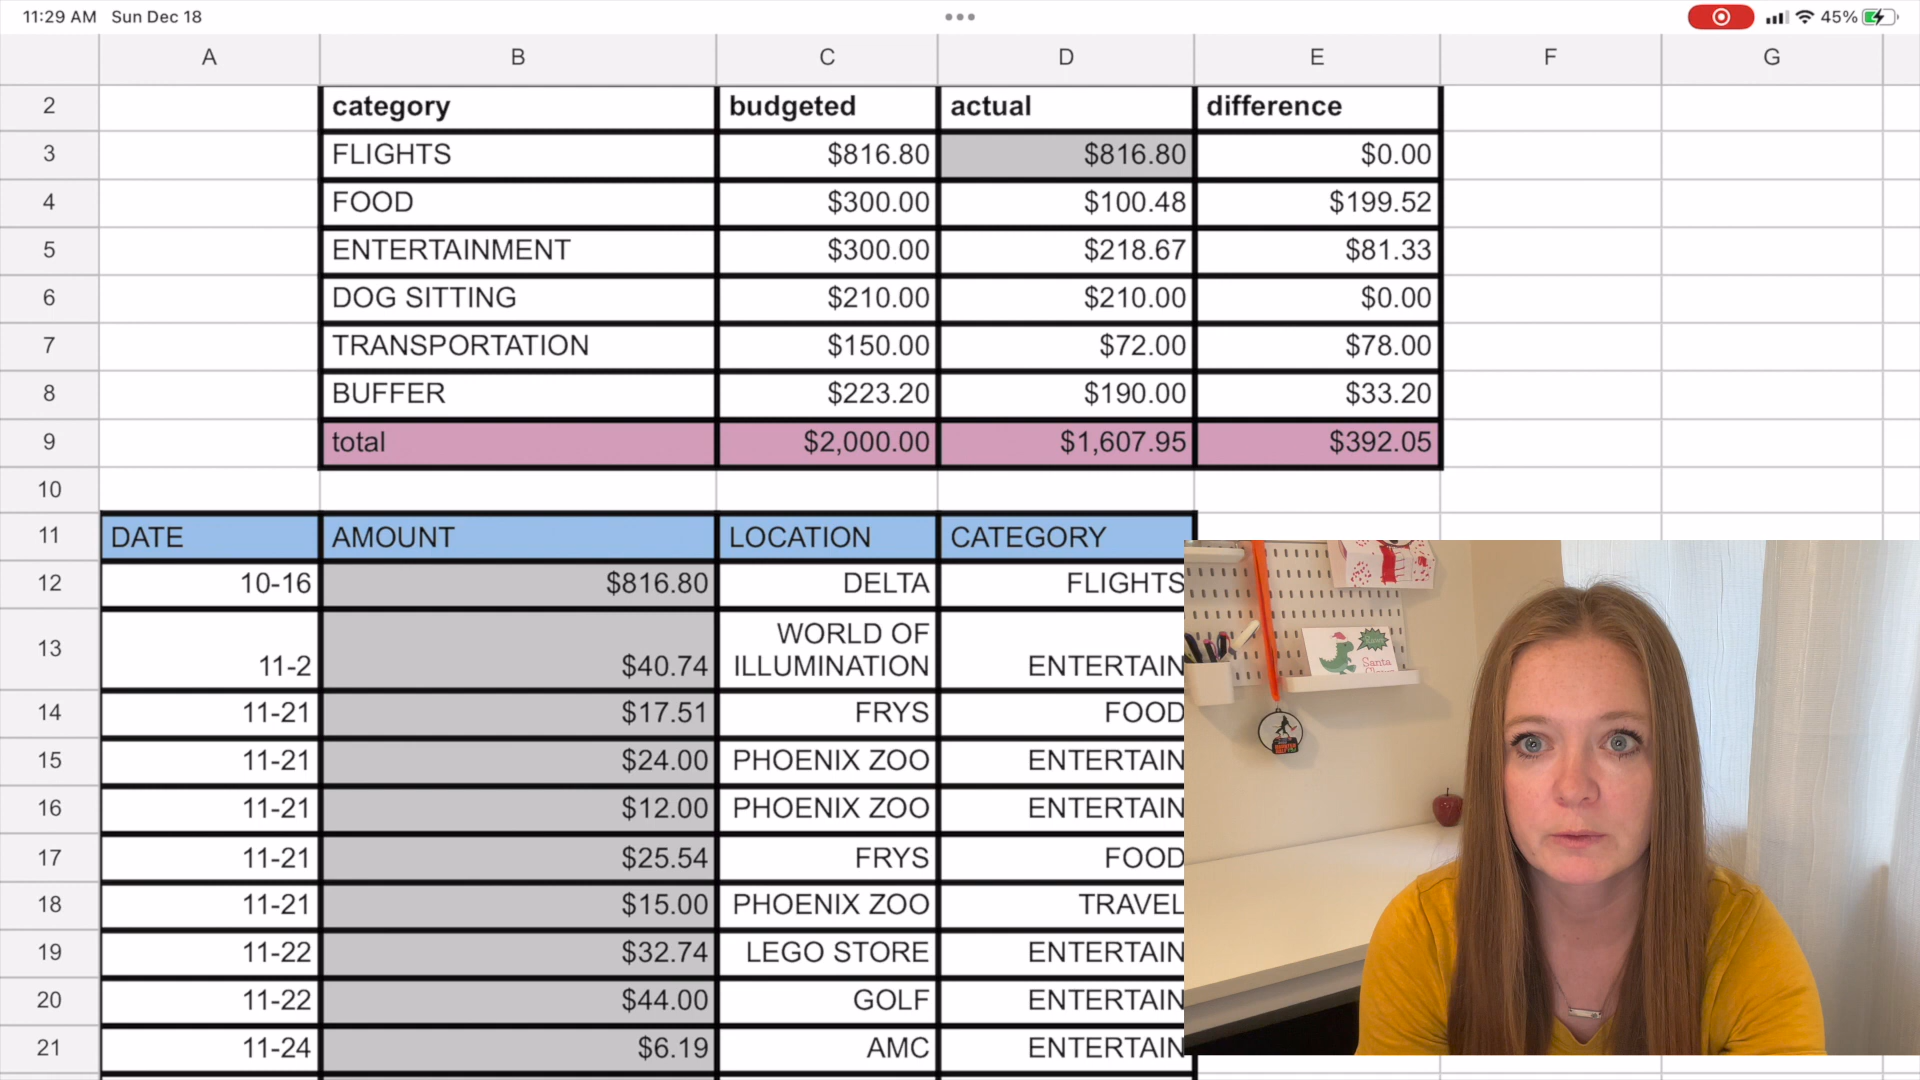 11:29 AM Sun Dec 18 45%
A B C D E F G
2 category budgeted actual difference
3 FLIGHTS $816.80 $816.80 $0.00
4 FOOD $300.00 $100.48 $199.52
5 ENTERTAINMENT $300.00 $218.67 $81.33
6 DOG SITTING $210.00 $210.00 $0.00
7 TRANSPORTATION $150.00 $72.00 $78.00
8 BUFFER $223.20 $190.00 $33.20
9 total $2,000.00 $1,607.95 $392.05
10
11 DATE AMOUNT LOCATION CATEGORY
12 10-16 $816.80 DELTA FLIGHTS
13 11-2 $40.74 WORLD OF
ILLUMINATION ENTERTAIN
14 11-21 $17.51 FRYS FOOD
15 11-21 $24.00 PHOENIX ZOO ENTERTAIN
16 11-21 $12.00 PHOENIX ZOO ENTERTAIN
17 11-21 $25.54 FRYS FOOD
18 11-21 $15.00 PHOENIX ZOO TRAVEL
19 11-22 $32.74 LEGO STORE ENTERTAIN
20 11-22 $44.00 GOLF ENTERTAIN
21 11-24 $6.19 AMC ENTERTAIN
Santa